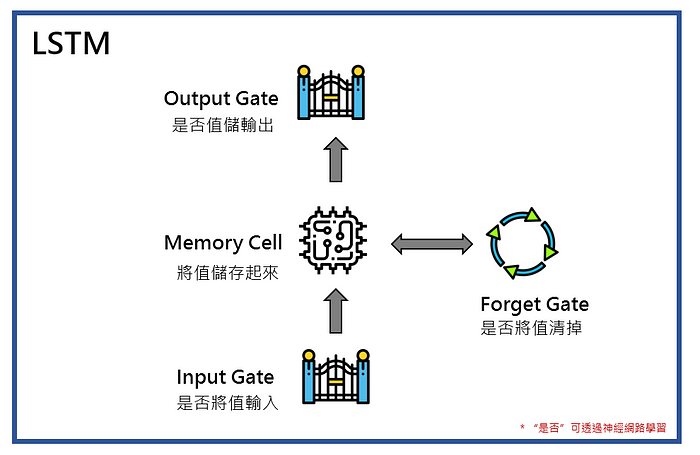 LSTM
Output Gate
是否值儲輸出
Memory Cell
將值儲存起來
Forget Gate
是否將值清掉
Input Gate
是否將值輸入
* “是否”可透過神經網路學習